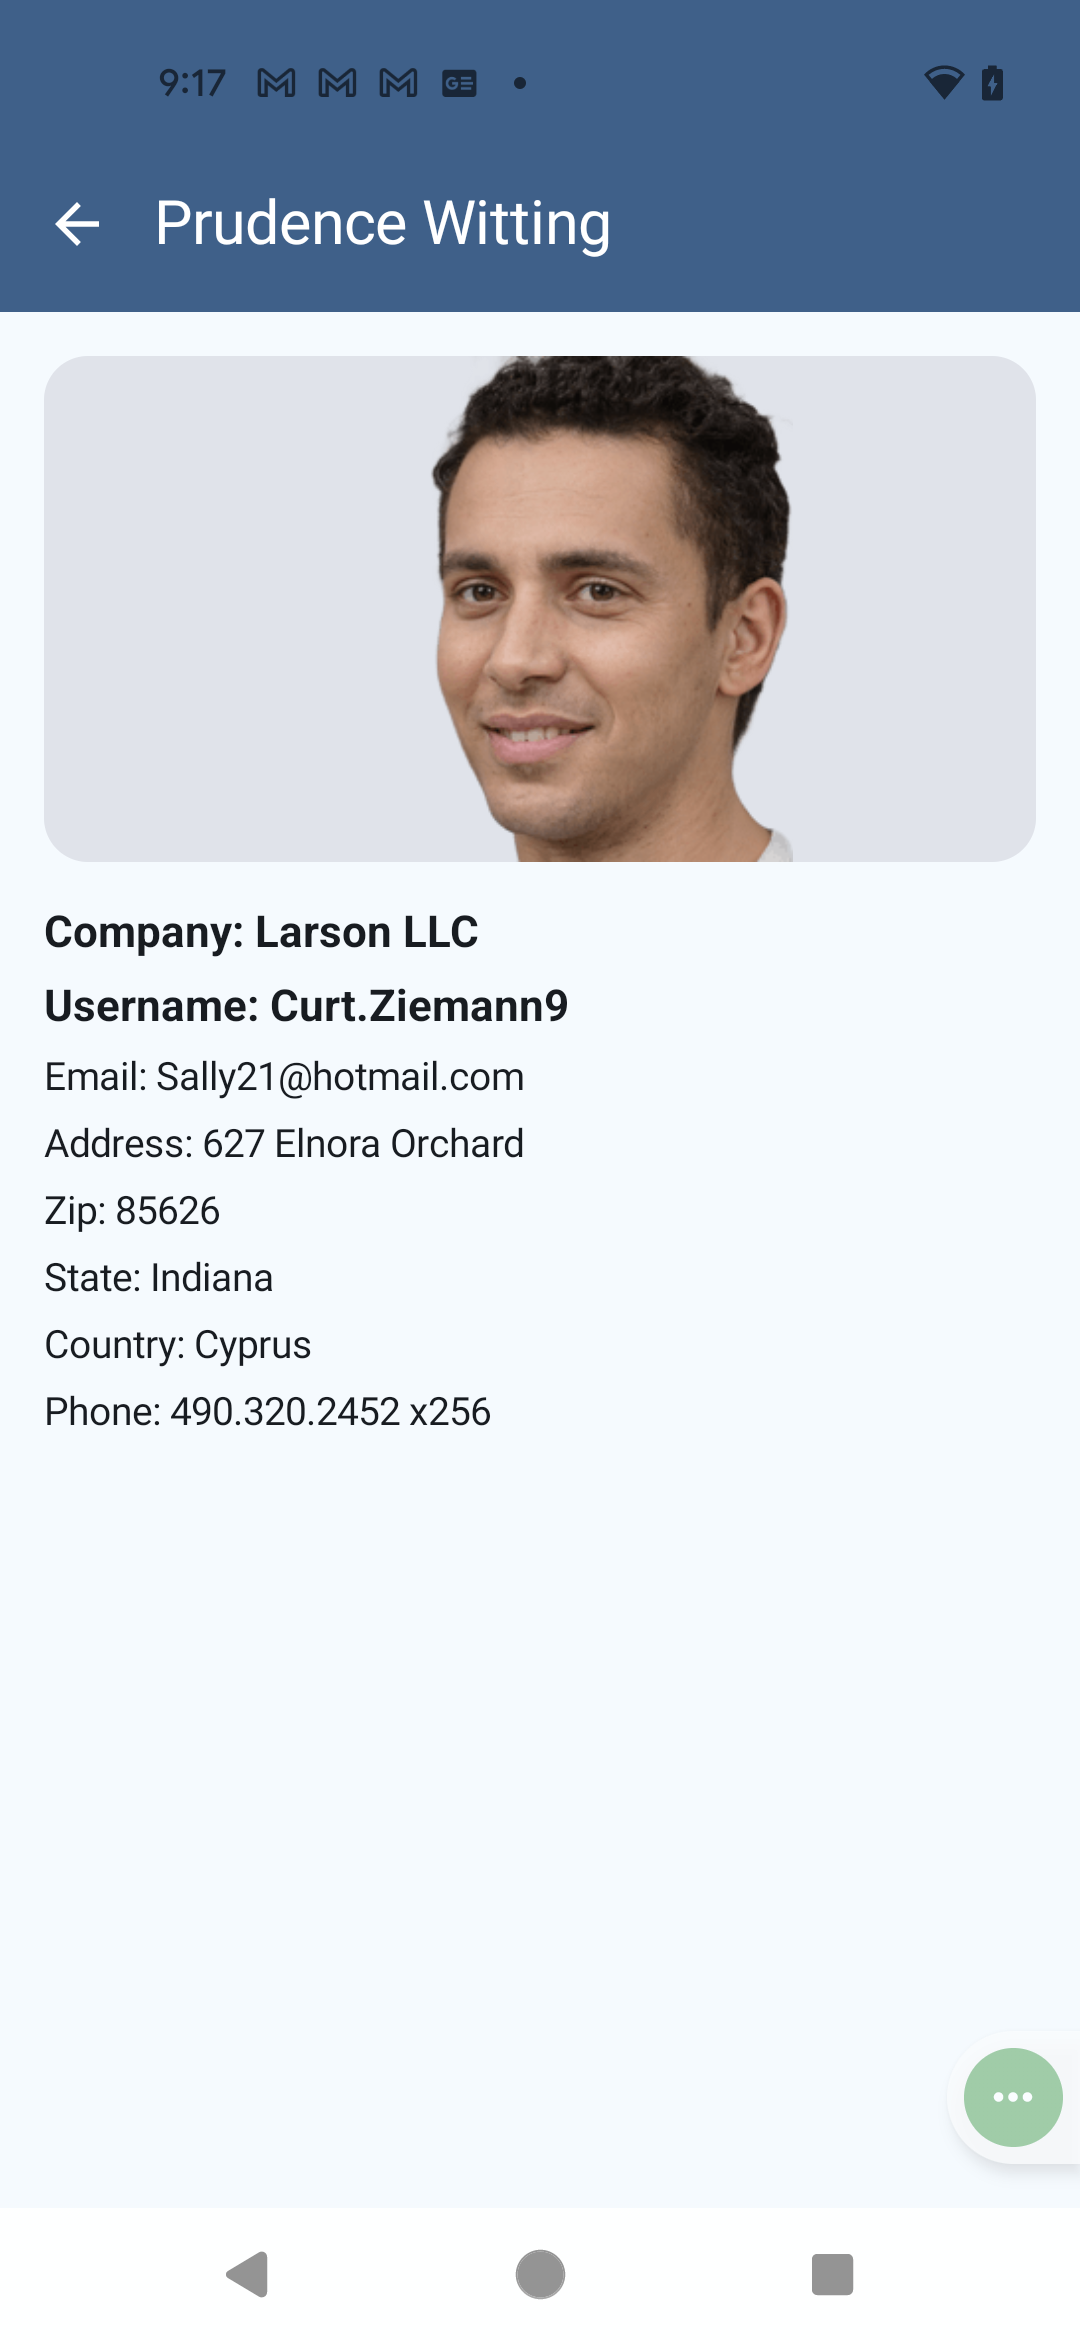 9:17
Prudence Witting
Company: Larson LLC
Username: Curt.Ziemann9
Email: Sally21@hotmail.com
Address: 627 Elnora Orchard
Zip: 85626
State: Indiana
Country: Cyprus
Phone: 490.320.2452 x256